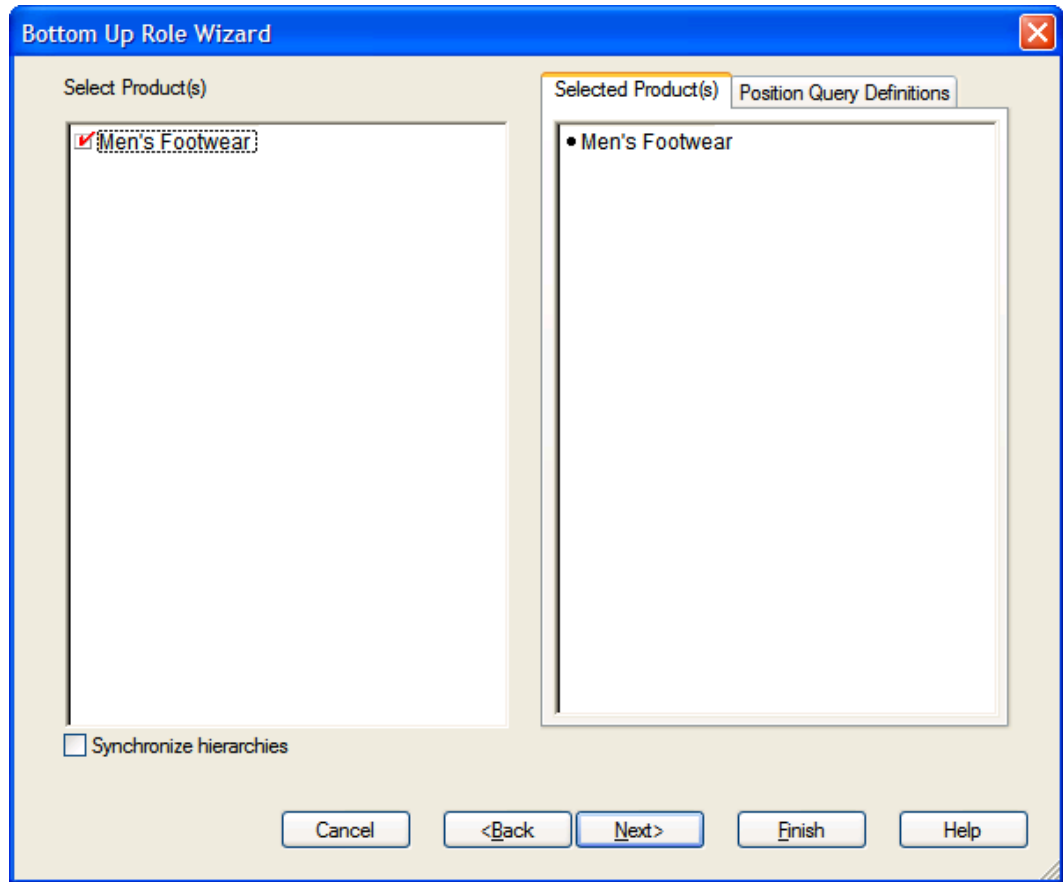 Bottom Up Role Wizard
Select Product(s)
Men's Footwear
Synchronize hierarchies
Selected Product(s)
Position Query Definitions
Men's Footwear
Cancel
<Back
Next>
Finish
Help